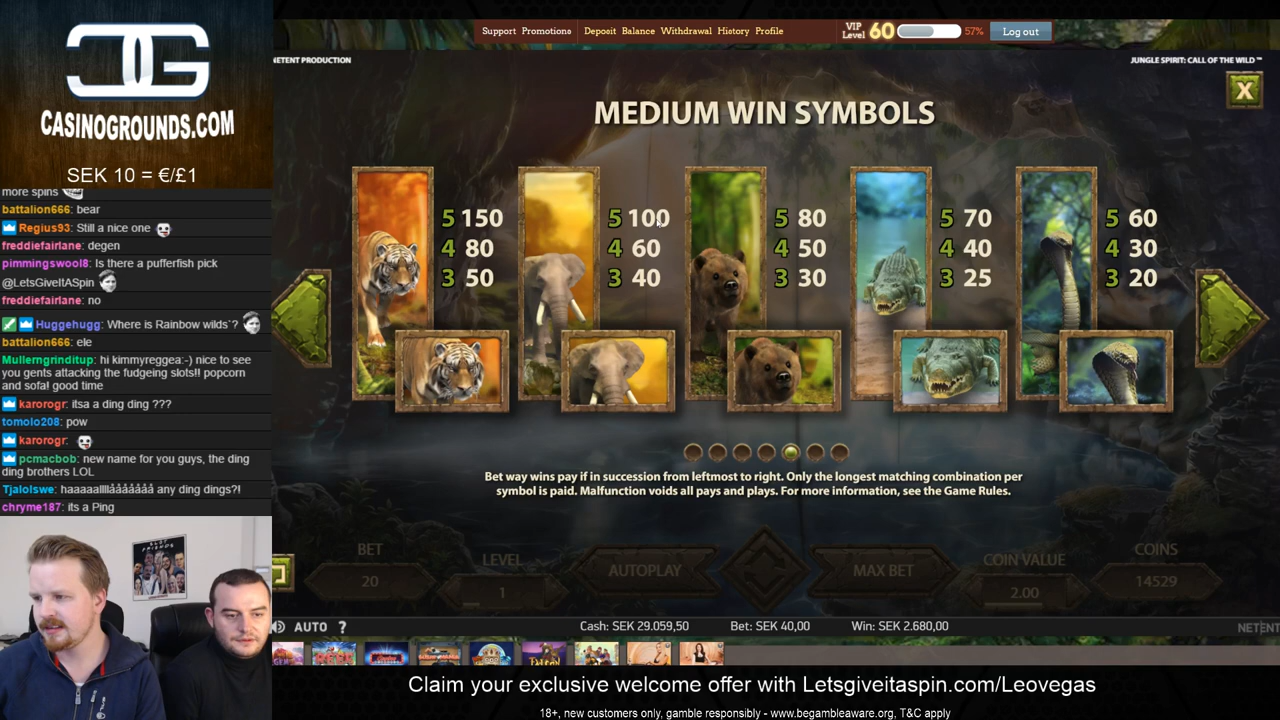 CG
CASINOGROUNDS.COM
SEK 10 = €/£1
more spins
battalion666: bear
Regius93: Still a nice one
freddiefairlane: degen
pimmingswool8: Is there a pufferfish pick
@LetsGiveItASpin
freddiefairlane: no
Huggehugg: Where is Rainbow wilds`?
battalion666: ele
Mullerngrinditup: hi kimmyreggea:-) nice to see
you gents attacking the fudgeing slots!! popcorn
and sofa! good time
karorogr: itsa a ding ding ???
tomolo208: pow
karorogr:
pcmacbob: new name for you guys, the ding
ding brothers LOL
Tjalolswe: haaaaallllååååååå any ding dings?!
chryme187: its a Ping
SLOT FRIENDS
Support Promotions Deposit Balance Withdrawal History Profile
VIP Level 60 57% Log out
NETENT PRODUCTION
JUNGLE SPIRIT: CALL OF THE WILD™
X
MEDIUM WIN SYMBOLS
5 150 5 100 5 80 5 70 5 60
4 80 4 60 4 50 4 40 4 30
3 50 3 40 3 30 3 25 3 20
Bet way wins pay if in succession from leftmost to right. Only the longest matching combination per
symbol is paid. Malfunction voids all pays and plays. For more information, see the Game Rules.
BET LEVEL AUTOPLAY MAX BET COIN VALUE COINS
20 1 2.00 14529
AUTO ? Cash: SEK 29.059,50 Bet: SEK 40,00 Win: SEK 2.680,00
NETENT
Claim your exclusive welcome offer with Letsgiveitaspin.com/Leovegas
18+, new customers only, gamble responsibly - www.begambleaware.org, T&C apply